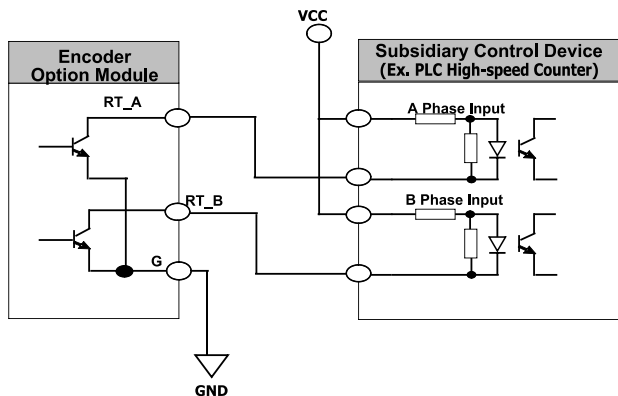 VCC
Encoder
Option Module
Subsidiary Control Device
(Ex. PLC High-speed Counter)
RT_A
A Phase Input
RT_B
B Phase Input
G
GND